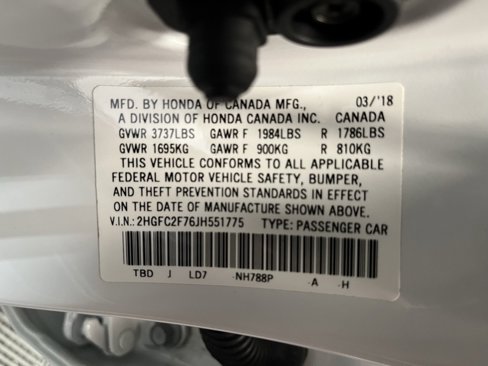 MFD. BY HONDA OF CANADA MFG., 03/'18
A DIVISION OF HONDA CANADA INC. CANADA
GVWR 3737LBS GAWR F 1984LBS R 1786LBS
GVWR 1695KG GAWR F 900KG R 810KG
THIS VEHICLE CONFORMS TO ALL APPLICABLE
FEDERAL MOTOR VEHICLE SAFETY, BUMPER,
AND THEFT PREVENTION STANDARDS IN EFFECT
ON THE DATE OF MANUFACTURE SHOWN ABOVE.
V.I.N.:2HGFC2F76JH551775 TYPE: PASSENGER CAR
TBD J LD7 -NH788P -A -H